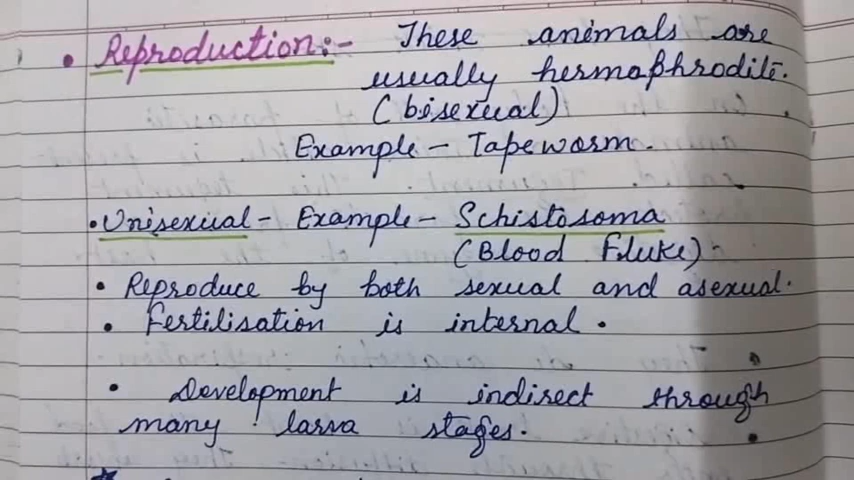 • Reproduction:- These animals are
usually hermaphrodite.
(bisexual)
Example - Tapeworm.
• Unisexual - Example - Schistosoma
(Blood Fluke).
• Reproduce by both sexual and asexual.
• Fertilisation is internal.
• Development is indirect through
many larva stages.